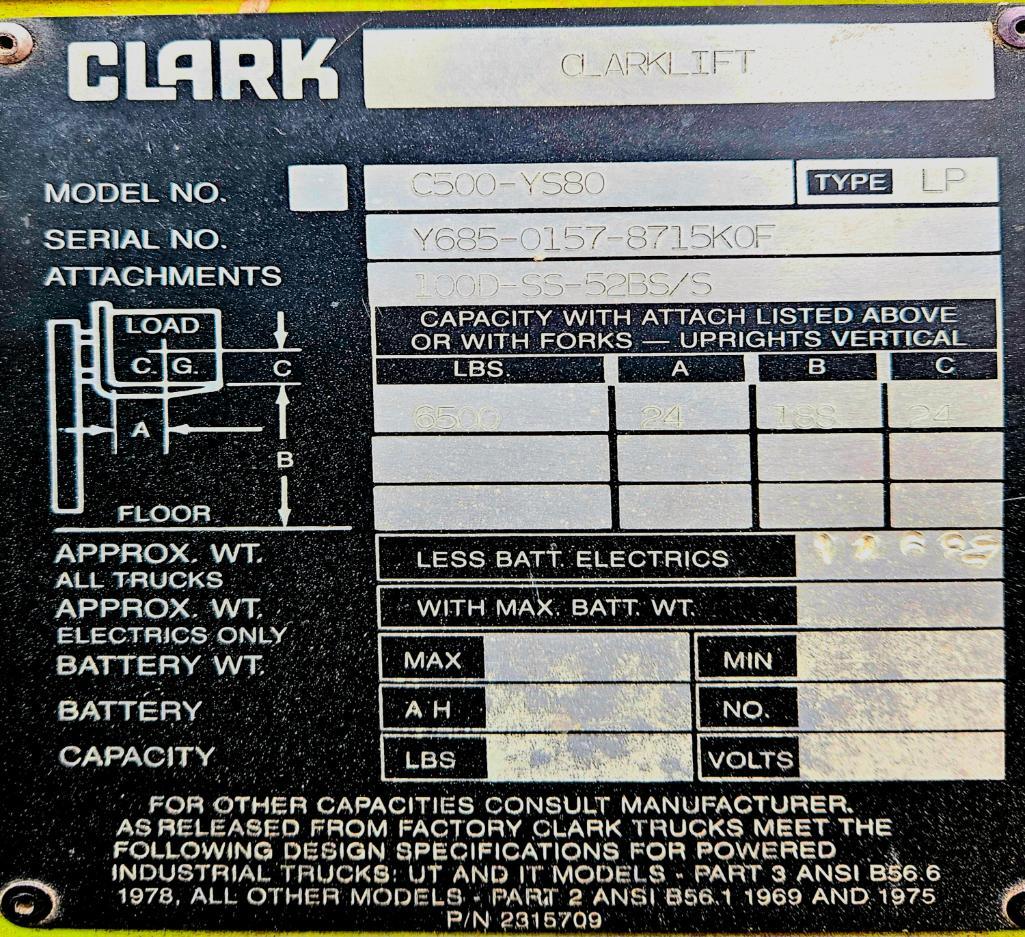 CLARK CLARKLIFT
MODEL NO. C500-YS80 TYPE LP
SERIAL NO. Y685-0157-8715KOF
ATTACHMENTS 100D-SS-52BS/S
CAPACITY WITH ATTACH LISTED ABOVE
OR WITH FORKS — UPRIGHTS VERTICAL
LBS. A B C
6500 24 188 24
LOAD
C. G.
C
A
B
FLOOR
APPROX. WT. LESS BATT. ELECTRICS
ALL TRUCKS
APPROX. WT. WITH MAX. BATT. WT.
ELECTRICS ONLY
BATTERY WT. MAX MIN
BATTERY A H NO.
CAPACITY LBS VOLTS
FOR OTHER CAPACITIES CONSULT MANUFACTURER.
AS RELEASED FROM FACTORY CLARK TRUCKS MEET THE
FOLLOWING DESIGN SPECIFICATIONS FOR POWERED
INDUSTRIAL TRUCKS: UT AND IT MODELS - PART 3 ANSI B56.6
1978, ALL OTHER MODELS - PART 2 ANSI B56.1 1969 AND 1975
P/N 2315709